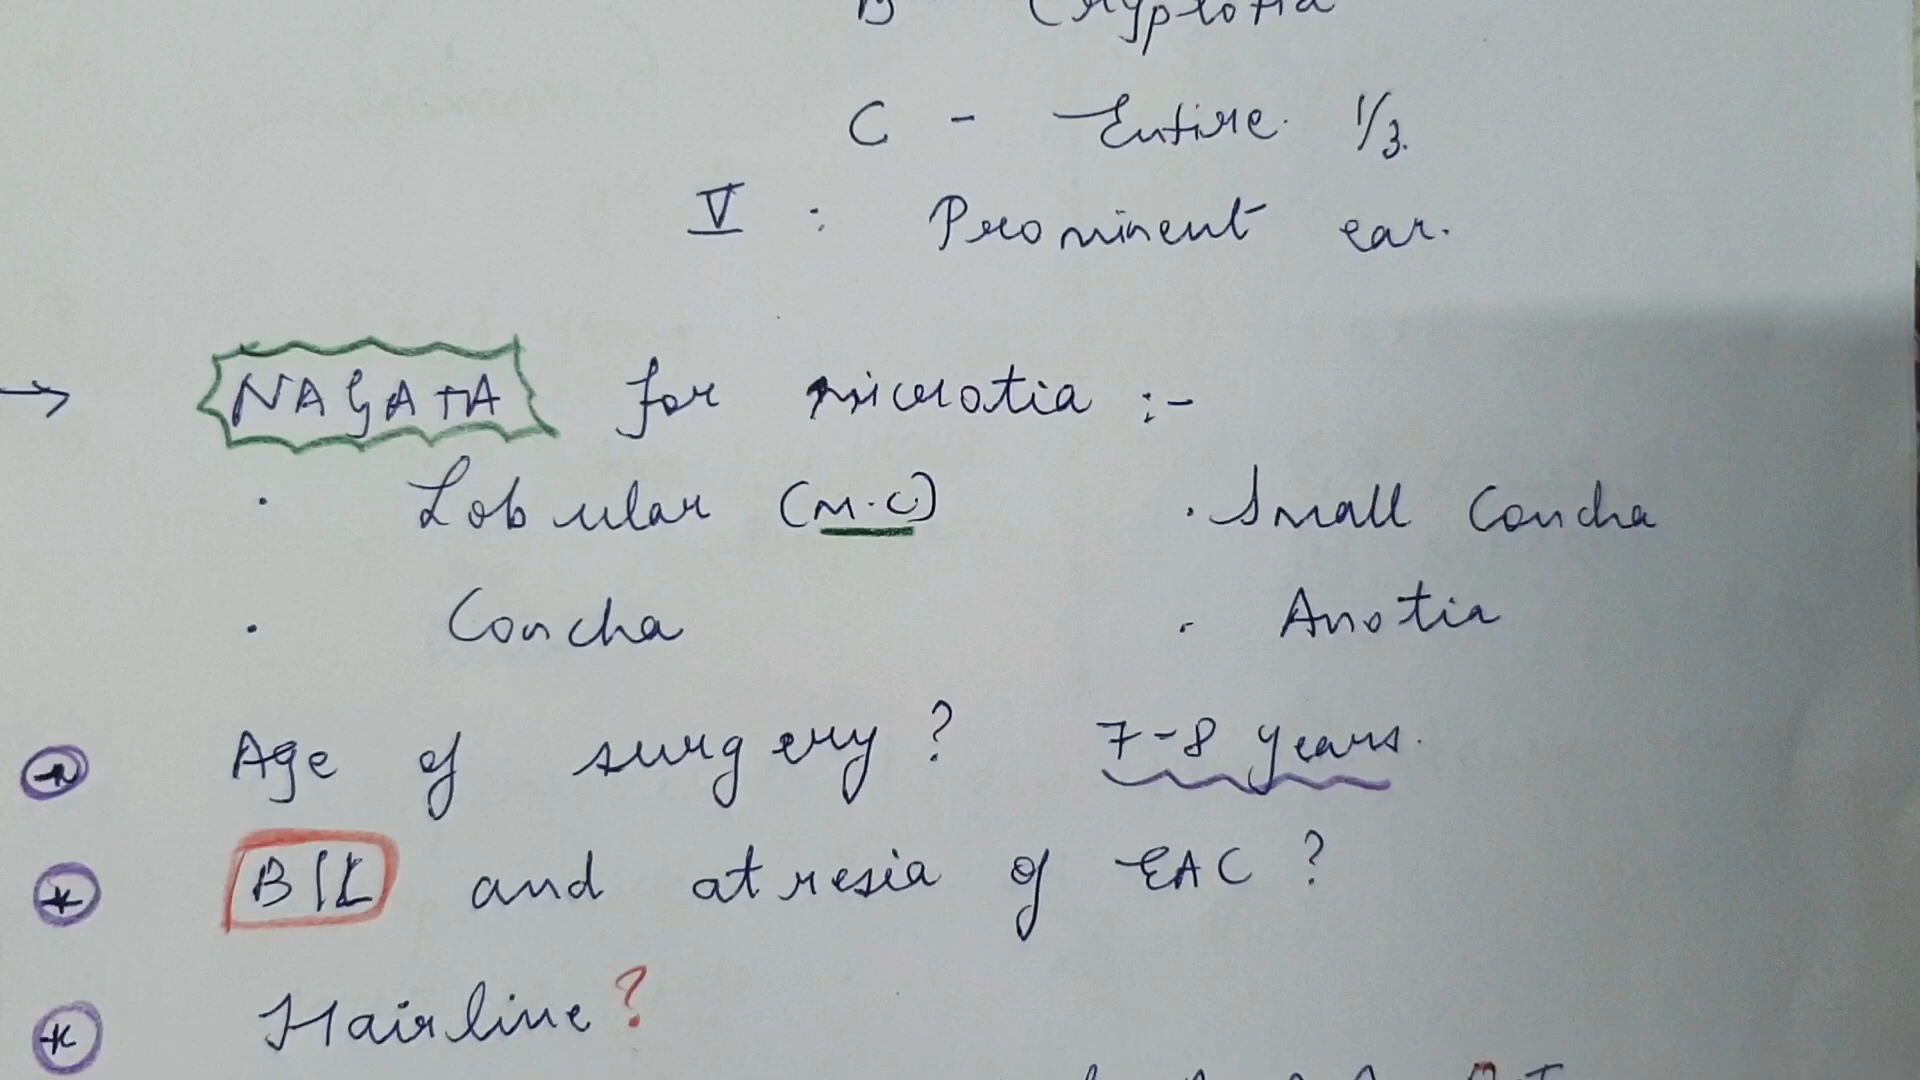 B - Cryptotia
C - Entire 1/3.
V : Prominent ear.
→ NAGATA for microtia :-
· Lobular (M.C) · Small Concha
· Concha · Anotia
Age of surgery ? 7-8 years.
B/L and atresia of EAC ?
Hairline ?